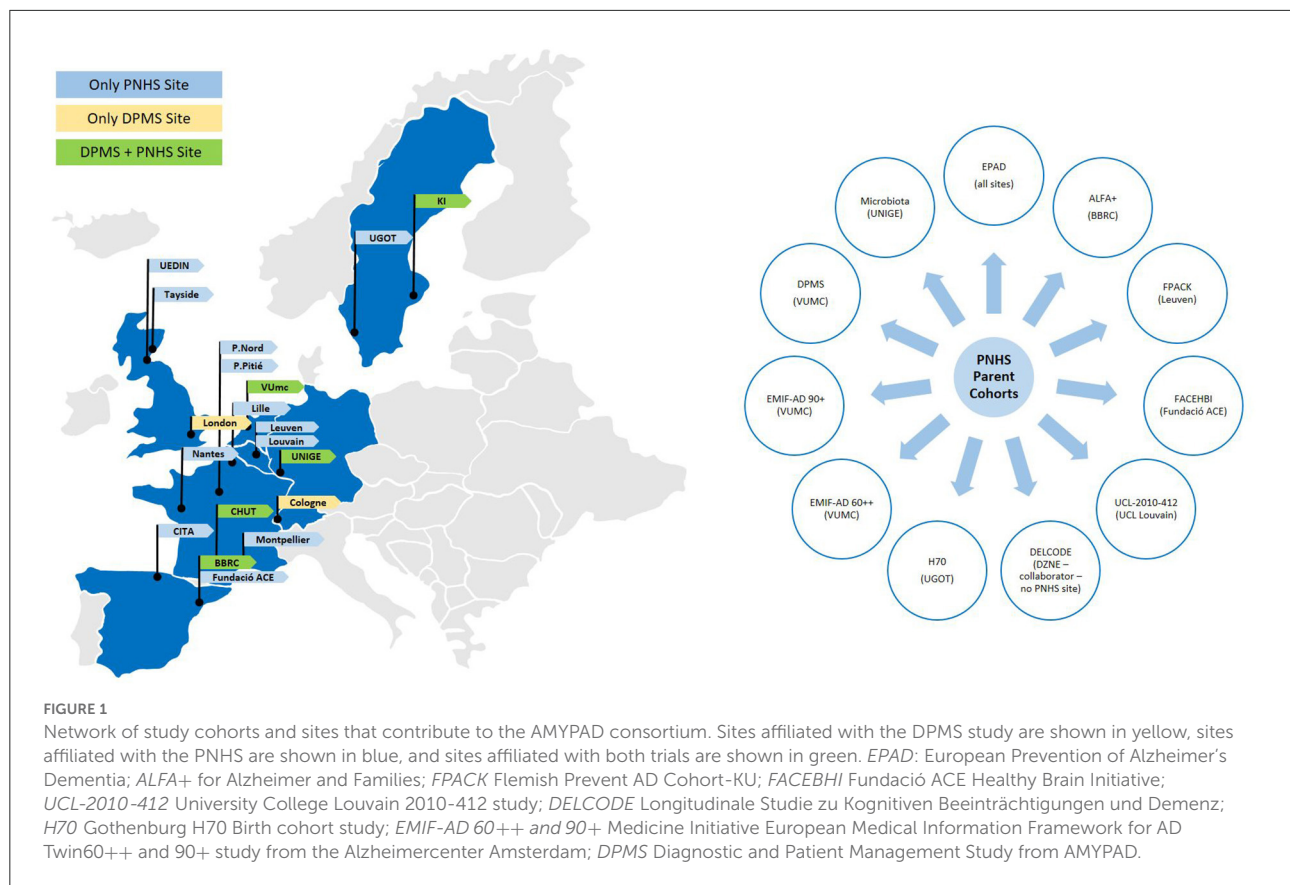 Only PNHS Site
Only DPMS Site
DPMS + PNHS Site
KI
UGOT
UEDIN
Tayside
P.Nord
P.Pitié
VUmc
Lille
London
Leuven
Louvain
Nantes
UNIGE
Cologne
CHUT
CITA
Montpellier
BBRC
Fundació ACE
EPAD
(all sites)
Microbiota
(UNIGE)
ALFA+
(BBRC)
DPMS
(VUMC)
FPACK
(Leuven)
PNHS
Parent
Cohorts
EMIF-AD 90+
(VUMC)
FACEHBI
(Fundació ACE)
EMIF-AD 60++
(VUMC)
UCL-2010-412
(UCL Louvain)
H70
(UGOT)
DELCODE
(DZNE –
collaborator –
no PNHS site)
FIGURE 1
Network of study cohorts and sites that contribute to the AMYPAD consortium. Sites affiliated with the DPMS study are shown in yellow, sites
affiliated with the PNHS are shown in blue, and sites affiliated with both trials are shown in green. EPAD: European Prevention of Alzheimer's
Dementia; ALFA+ for Alzheimer and Families; FPACK Flemish Prevent AD Cohort-KU; FACEBHI Fundació ACE Healthy Brain Initiative;
UCL-2010-412 University College Louvain 2010-412 study; DELCODE Longitudinale Studie zu Kognitiven Beeinträchtigungen und Demenz;
H70 Gothenburg H70 Birth cohort study; EMIF-AD 60++ and 90+ Medicine Initiative European Medical Information Framework for AD
Twin60++ and 90+ study from the Alzheimercenter Amsterdam; DPMS Diagnostic and Patient Management Study from AMYPAD.